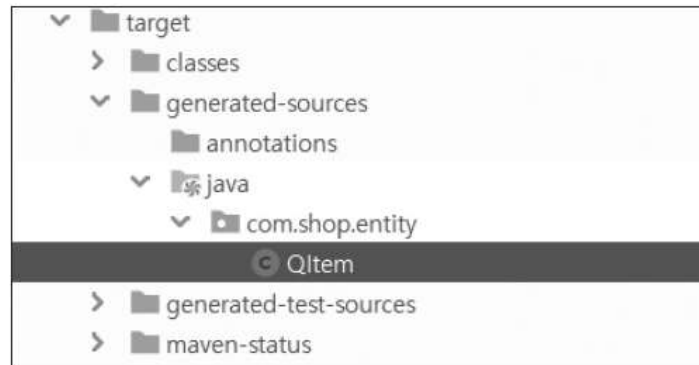 target
classes
generated-sources
annotations
java
com.shop.entity
C QItem
generated-test-sources
maven-status